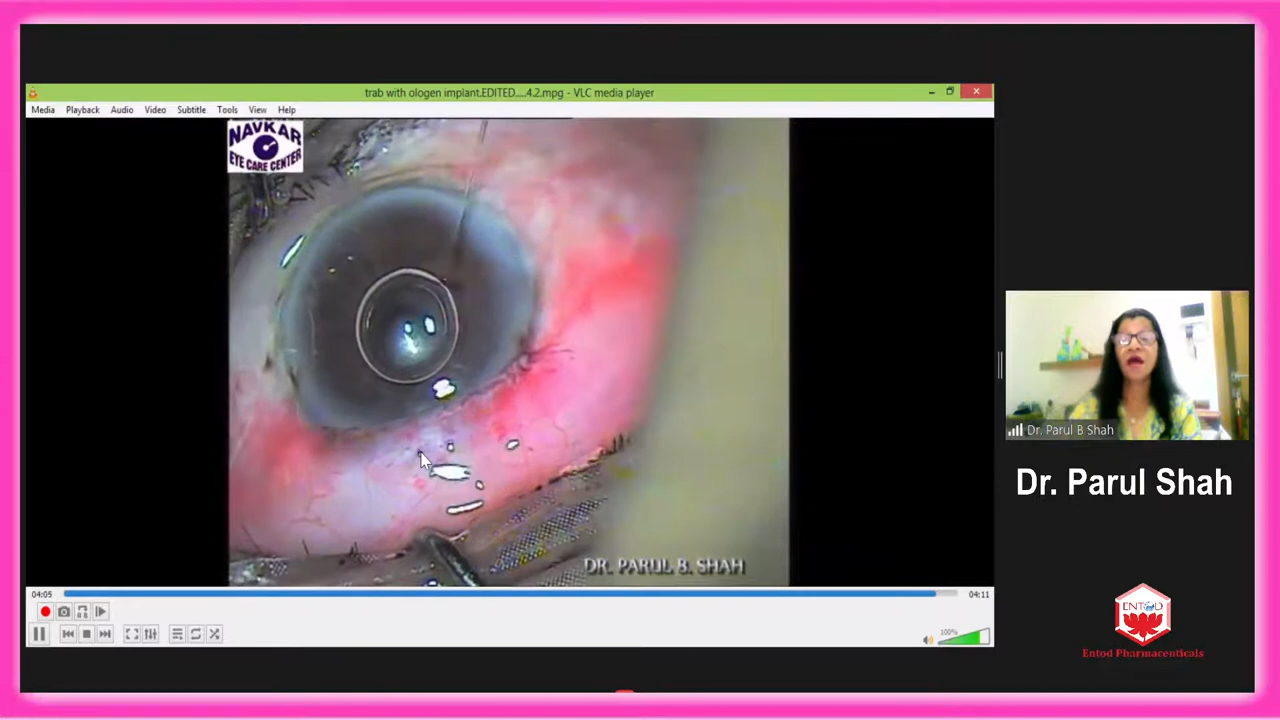 trab with ologen implant.EDITED.....4.2.mpg - VLC media player
Media Playback Audio Video Subtitle Tools View Help
NAVKAR
EYE CARE CENTER
DR. PARUL B. SHAH
04:05
04:11
100%
Dr. Parul B Shah
Dr. Parul Shah
ENTOD
Entod Pharmaceuticals